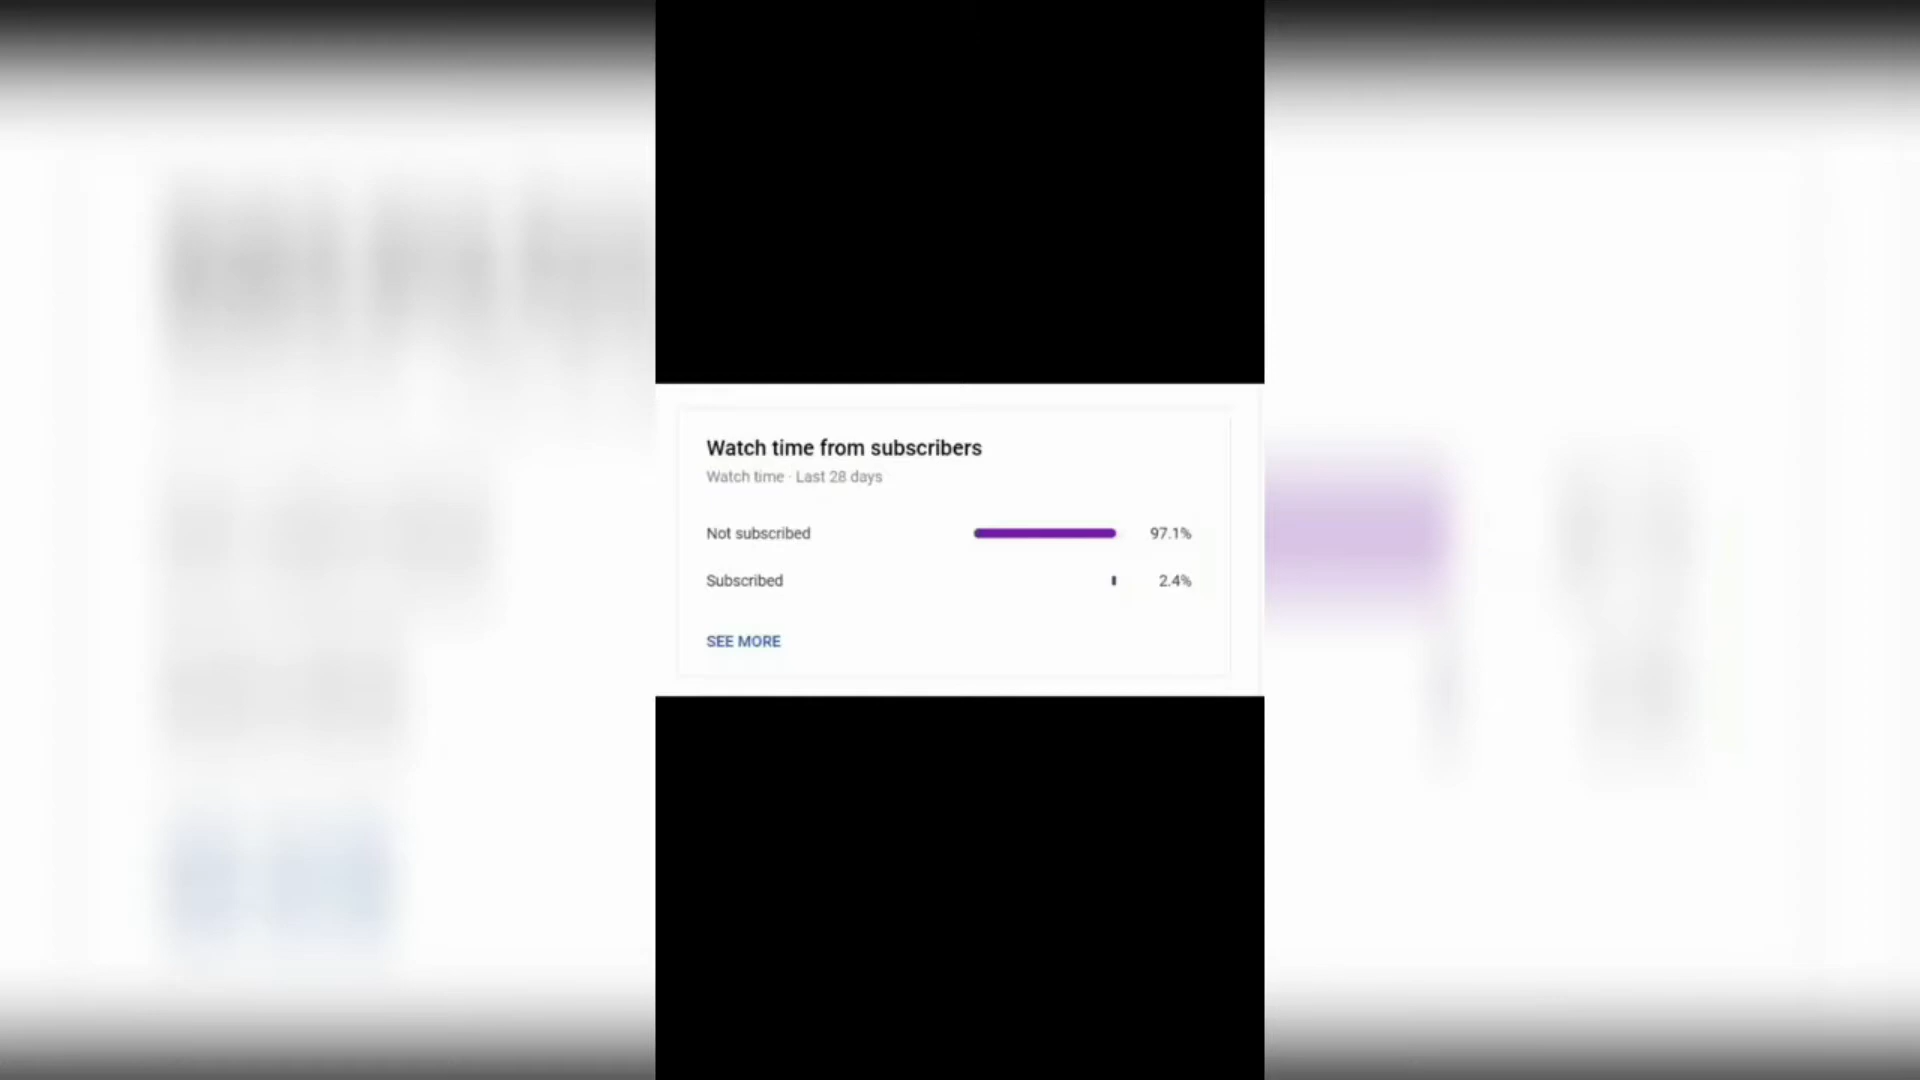 Watch time from subscribers
Watch time · Last 28 days
Not subscribed 97.1%
Subscribed 2.4%
SEE MORE